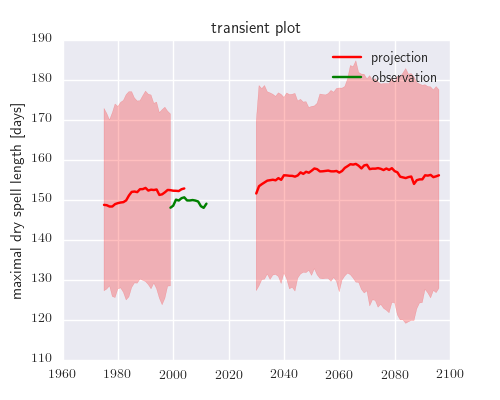 transient plot
maximal dry spell length [days]
190
180
170
160
150
140
130
120
110
projection
observation
1960 1980 2000 2020 2040 2060 2080 2100